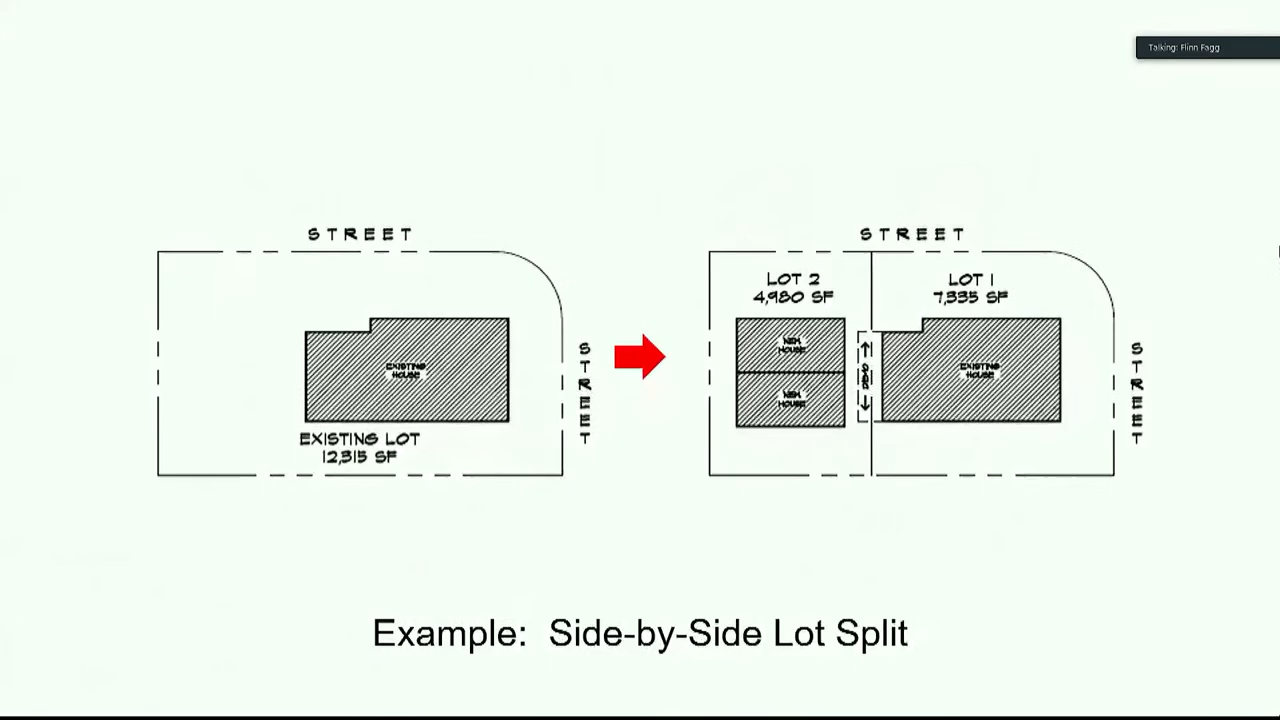 Talking: Flinn Fagg
STREET
EXISTING
HOUSE
EXISTING LOT
12,315 SF
STREET
STREET
LOT 2
4,980 SF
LOT 1
7,335 SF
NEW
HOUSE
NEW
HOUSE
EXISTING
HOUSE
STREET
Example: Side-by-Side Lot Split